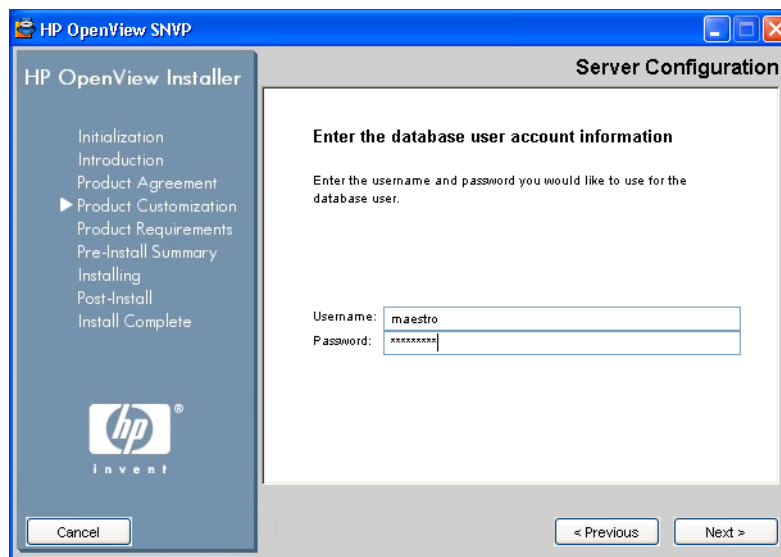 HP OpenView SNVP
HP OpenView Installer
Initialization
Introduction
Product Agreement
Product Customization
Product Requirements
Pre-Install Summary
Installing
Post-Install
Install Complete
hp
®
invent
Cancel
Server Configuration
Enter the database user account information
Enter the username and password you would like to use for the
database user.
Username: maestro
Password: *********
< Previous
Next >